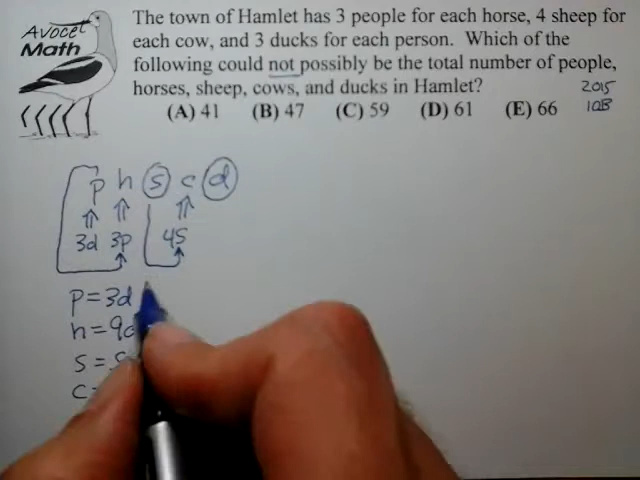 Avocet
Math
The town of Hamlet has 3 people for each horse, 4 sheep for
each cow, and 3 ducks for each person. Which of the
following could not possibly be the total number of people,
horses, sheep, cows, and ducks in Hamlet?
2015
(A) 41 (B) 47 (C) 59 (D) 61 (E) 66
10B
p h s c d
3d 3p 4s
p = 3d
h = 9d
s = s
c =